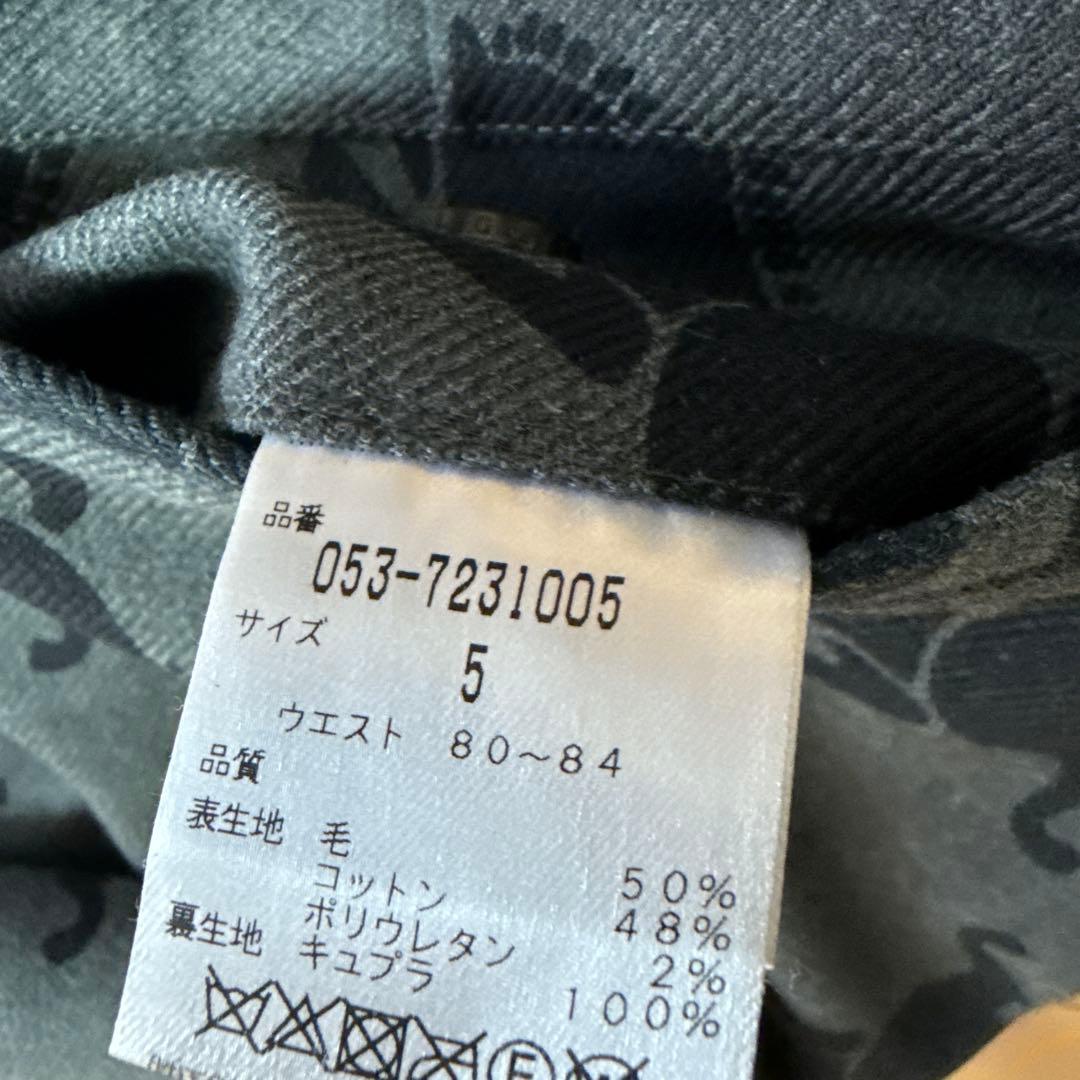 品番
053-7231005
サイズ
5
ウエスト 80～84
品質
表生地 毛 50%
コットン 48%
ポリウレタン 2%
裏生地 キュプラ 100%
F